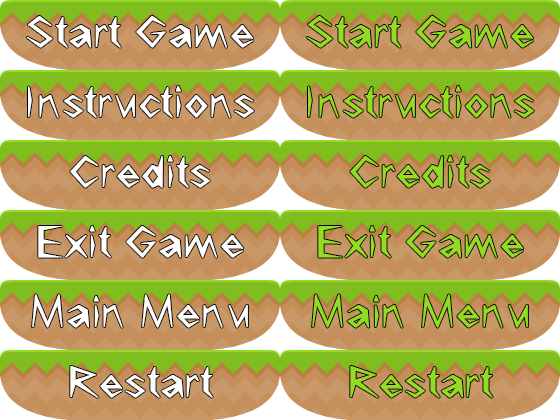 Start Game Start Game
Instructions Instructions
Credits Credits
Exit Game Exit Game
Main Menu Main Menu
Restart Restart